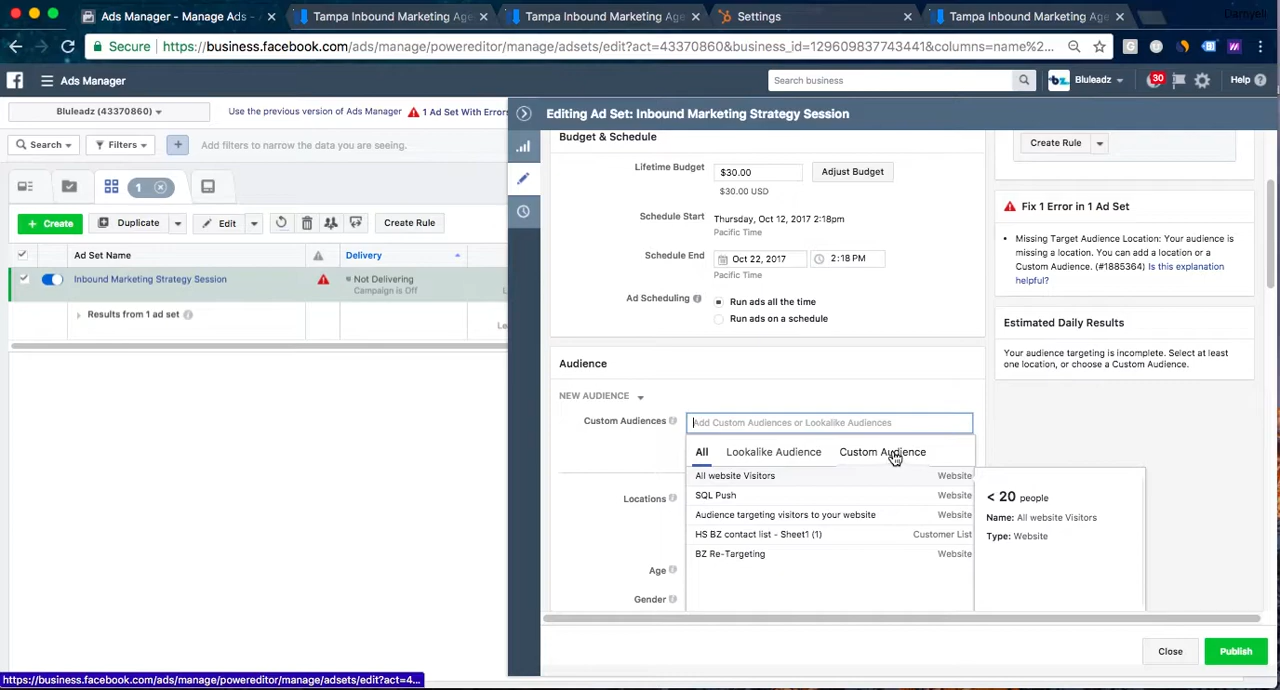 Damyeli
Ads Manager - Manage Ads -
Tampa Inbound Marketing Age
Tampa Inbound Marketing Age
Settings
Tampa Inbound Marketing Age
Secure
https://business.facebook.com/ads/manage/powereditor/manage/adsets/edit?act=43370860&business_id=129609837743441&columns=name%2...
Ads Manager
Search business
Bluleadz
30
Help
Bluleadz (43370860)
Use the previous version of Ads Manager
1 Ad Set With Errors
Editing Ad Set: Inbound Marketing Strategy Session
Search
Filters
Add filters to narrow the data you are seeing.
1
Create
Duplicate
Edit
Create Rule
Ad Set Name
Delivery
Inbound Marketing Strategy Session
Not Delivering
Campaign is Off
Results from 1 ad set
Budget & Schedule
Lifetime Budget
$30.00
Adjust Budget
$30.00 USD
Schedule Start
Thursday, Oct 12, 2017 2:18pm
Pacific Time
Schedule End
Oct 22, 2017
2:18 PM
Pacific Time
Ad Scheduling
Run ads all the time
Run ads on a schedule
Audience
NEW AUDIENCE
Custom Audiences
Add Custom Audiences or Lookalike Audiences
All
Lookalike Audience
Custom Audience
All website Visitors
Website
SQL Push
Website
Audience targeting visitors to your website
Website
HS BZ contact list - Sheet1 (1)
Customer List
BZ Re-Targeting
Website
Locations
Age
Gender
< 20 people
Name: All website Visitors
Type: Website
Create Rule
Fix 1 Error in 1 Ad Set
Missing Target Audience Location: Your audience is
missing a location. You can add a location or a
Custom Audience. (#1885364) Is this explanation
helpful?
Estimated Daily Results
Your audience targeting is incomplete. Select at least
one location, or choose a Custom Audience.
Close
Publish
https://business.facebook.com/ads/manage/powereditor/manage/adsets/edit?act=4...